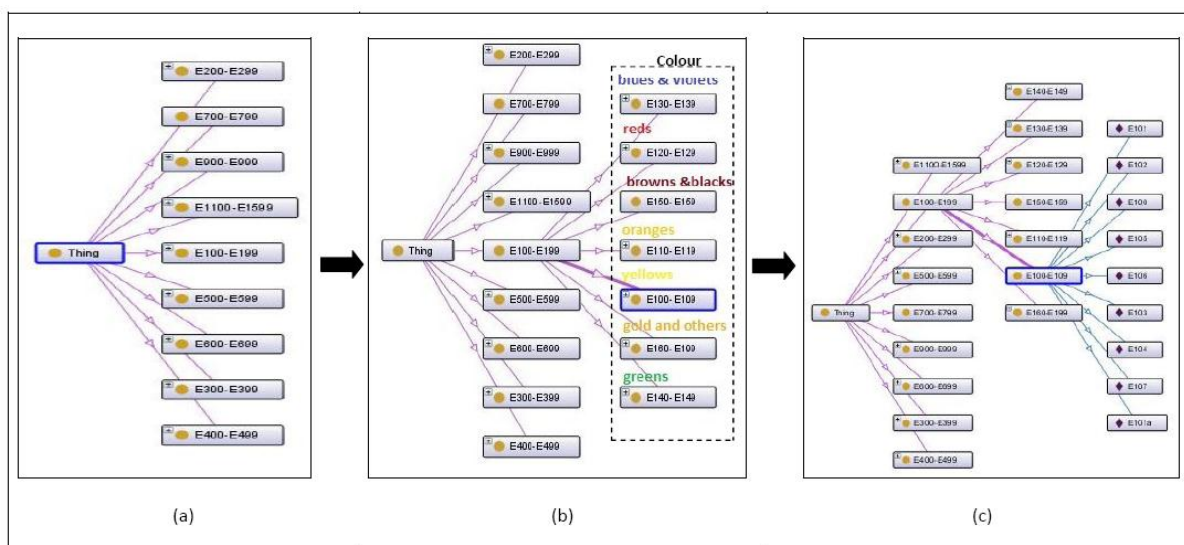 E200-E299
E700-E799
E900-E999
E1100-E1599
Thing
E100-E199
E500-E599
E600-E699
E300-E399
E400-E499
(a)
E200-E299
E700-E799
E900-E999
E1100-E1599
Thing
E100-E199
E500-E599
E600-E699
E300-E399
E400-E499
Colour
blues & violets
E130-E139
reds
E120-E129
browns &blacks
E150-E159
oranges
E110-E119
yellows
E100-E109
gold and others
E160-E199
greens
E140-E149
(b)
Thing
E1100-E1599
E100-E199
E200-E299
E500-E599
E700-E799
E900-E999
E600-E699
E300-E399
E400-E499
E140-E149
E130-E139
E120-E129
E150-E159
E110-E119
E100-E109
E160-E199
E101
E102
E100
E105
E106
E103
E104
E107
E101a
(c)